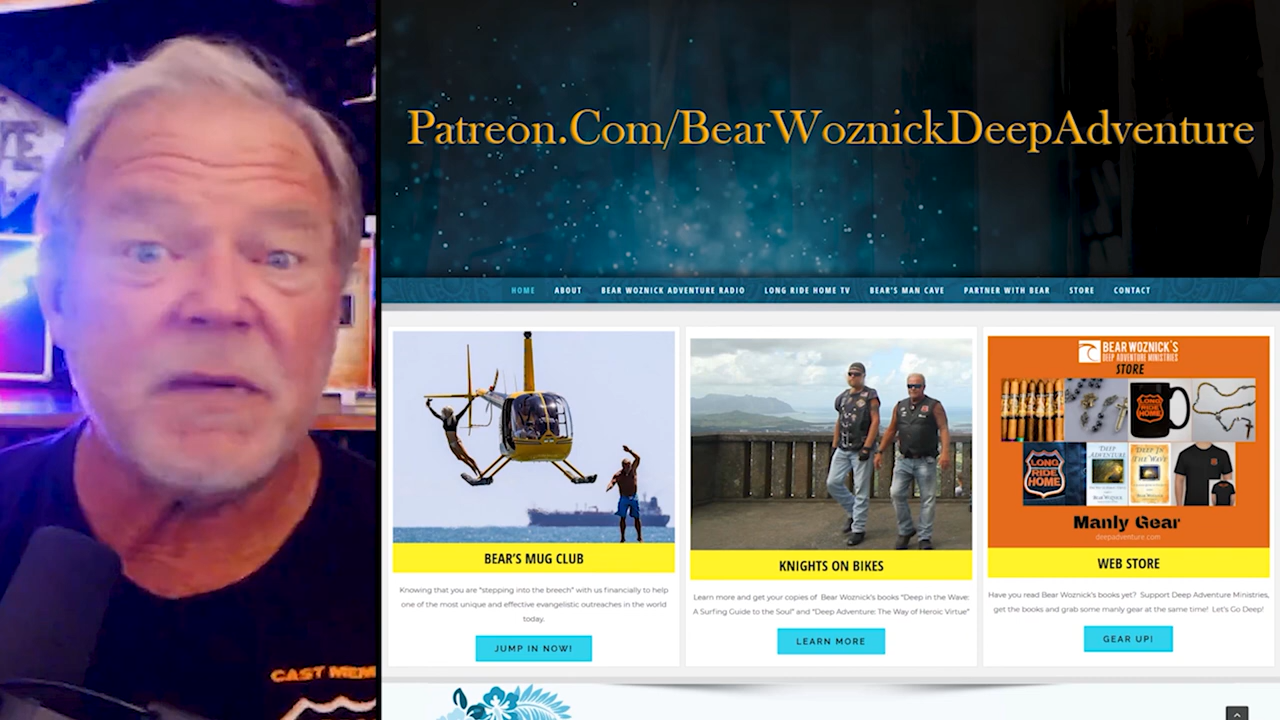 Patreon.Com/BearWoznickDeepAdventure
HOME ABOUT BEAR WOZNICK ADVENTURE RADIO LONG RIDE HOME TV BEAR'S MAN CAVE PARTNER WITH BEAR STORE CONTACT
BEAR'S MUG CLUB
Knowing that you are "stepping into the breech" with us financially to help
one of the most unique and effective evangelistic outreaches in the world
today.
JUMP IN NOW!
KNIGHTS ON BIKES
Learn more and get your copies of Bear Woznick's books "Deep in the Wave:
A Surfing Guide to the Soul" and "Deep Adventure: The Way of Heroic Virtue"
LEARN MORE
BEAR WOZNICK'S
DEEP ADVENTURE MINISTRIES
STORE
LONG
RIDE
HOME
LONG
RIDE
HOME
DEEP
ADVENTURE
DEEP IN
THE WAVE
Manly Gear
deepadventure.com
WEB STORE
Have you read Bear Woznick's books yet? Support Deep Adventure Ministries,
get the books and grab some manly gear at the same time! Let's Go Deep!
GEAR UP!
CAST MEM